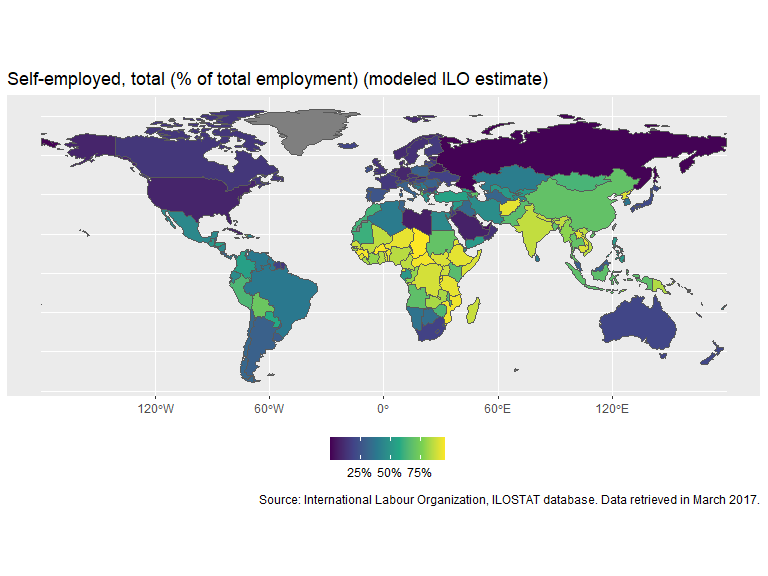 Self-employed, total (% of total employment) (modeled ILO estimate)
120°W 60°W 0° 60°E 120°E
25% 50% 75%
Source: International Labour Organization, ILOSTAT database. Data retrieved in March 2017.